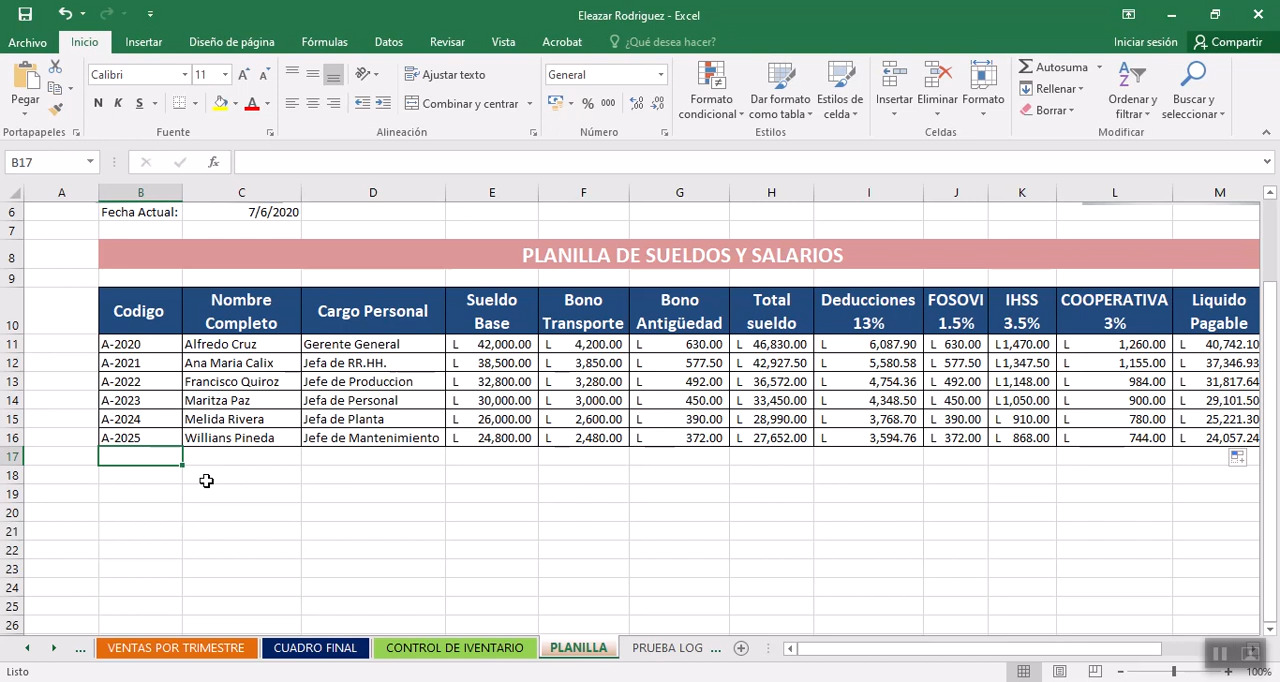 Eleazar Rodriguez - Excel
Archivo Inicio Insertar Diseño de página Fórmulas Datos Revisar Vista Acrobat ¿Qué desea hacer? Iniciar sesión Compartir
Pegar
Calibri 11
N K S
Ajustar texto
Combinar y centrar
General
% 000
Formato condicional
Dar formato como tabla
Estilos de celda
Insertar Eliminar Formato
Autosuma
Rellenar
Borrar
Ordenar y filtrar
Buscar y seleccionar
Portapapeles Fuente Alineación Número Estilos Celdas Modificar
B17 fx
A B C D E F G H I J K L M
6 Fecha Actual: 7/6/2020
7
8 PLANILLA DE SUELDOS Y SALARIOS
9
10 Codigo Nombre Completo Cargo Personal Sueldo Base Bono Transporte Bono Antigüedad Total sueldo Deducciones 13% FOSOVI 1.5% IHSS 3.5% COOPERATIVA 3% Liquido Pagable
11 A-2020 Alfredo Cruz Gerente General L 42,000.00 L 4,200.00 L 630.00 L 46,830.00 L 6,087.90 L 630.00 L 1,470.00 L 1,260.00 L 40,742.10
12 A-2021 Ana Maria Calix Jefa de RR.HH. L 38,500.00 L 3,850.00 L 577.50 L 42,927.50 L 5,580.58 L 577.50 L 1,347.50 L 1,155.00 L 37,346.93
13 A-2022 Francisco Quiroz Jefe de Produccion L 32,800.00 L 3,280.00 L 492.00 L 36,572.00 L 4,754.36 L 492.00 L 1,148.00 L 984.00 L 31,817.64
14 A-2023 Maritza Paz Jefa de Personal L 30,000.00 L 3,000.00 L 450.00 L 33,450.00 L 4,348.50 L 450.00 L 1,050.00 L 900.00 L 29,101.50
15 A-2024 Melida Rivera Jefa de Planta L 26,000.00 L 2,600.00 L 390.00 L 28,990.00 L 3,768.70 L 390.00 L 910.00 L 780.00 L 25,221.30
16 A-2025 Willians Pineda Jefe de Mantenimiento L 24,800.00 L 2,480.00 L 372.00 L 27,652.00 L 3,594.76 L 372.00 L 868.00 L 744.00 L 24,057.24
17
18
19
20
21
22
23
24
25
26
... VENTAS POR TRIMESTRE CUADRO FINAL CONTROL DE IVENTARIO PLANILLA PRUEBA LOG ...
Listo 100%